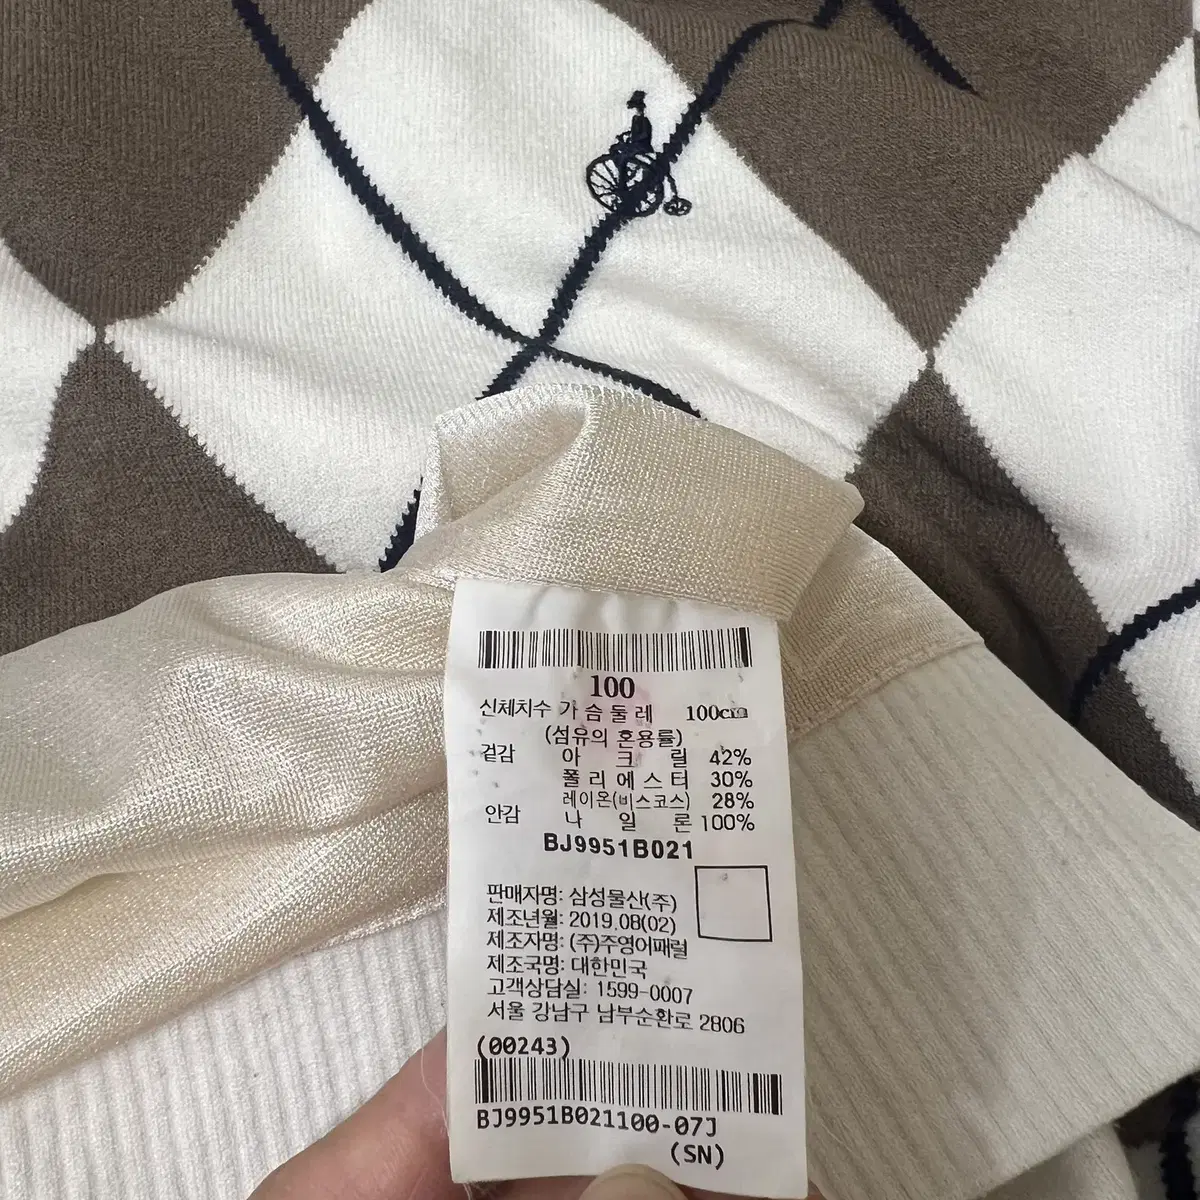 100
신체치수 가 슴 둘 레 100cm
(섬유의 혼용률)
겉감 아 크 릴 42%
폴 리 에 스 터 30%
레이온(비스코스) 28%
안감 나 일 론 100%
BJ9951B021
판매자명: 삼성물산(주)
제조년월: 2019.08(02)
제조자명: (주)주영어패럴
제조국명: 대한민국
고객상담실: 1599-0007
서울 강남구 남부순환로 2806
(00243)
BJ9951B021100-07J
(SN)